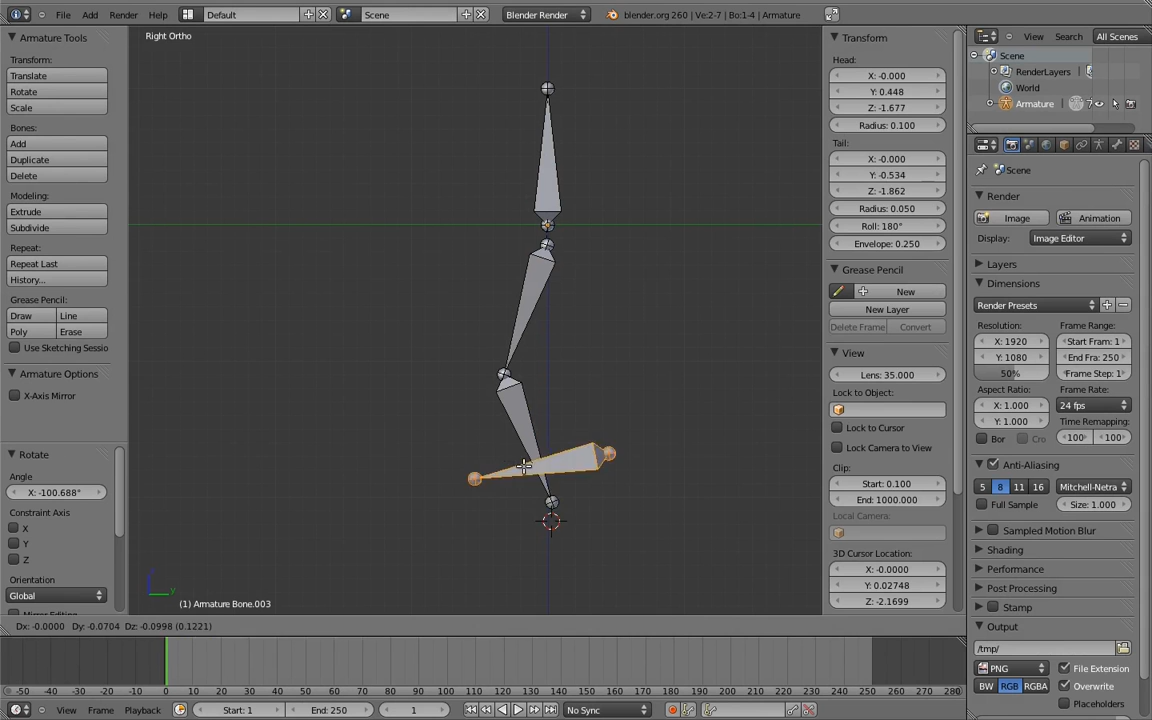 File Add Render Help Default Scene Blender Render blender.org 260 | Ve:2-7 | Bo:1-4 | Armature
Armature Tools
Transform:
Translate
Rotate
Scale
Bones:
Add
Duplicate
Delete
Modeling:
Extrude
Subdivide
Repeat:
Repeat Last
History...
Grease Pencil:
Draw Line
Poly Erase
Use Sketching Sessio
Armature Options
X-Axis Mirror
Rotate
Angle
X: -100.688°
Constraint Axis
X
Y
Z
Orientation
Global
Right Ortho
(1) Armature Bone.003
Dx: -0.0000 Dy: -0.0704 Dz: -0.0998 (0.1221)
Transform
Head:
X: -0.000
Y: 0.448
Z: -1.677
Radius: 0.100
Tail:
X: -0.000
Y: -0.534
Z: -1.862
Radius: 0.050
Roll: 180°
Envelope: 0.250
Grease Pencil
New
New Layer
Delete Frame Convert
View
Lens: 35.000
Lock to Object:
Lock to Cursor
Lock Camera to View
Clip:
Start: 0.100
End: 1000.000
Local Camera:
3D Cursor Location:
X: -0.0000
Y: 0.02748
Z: -2.1699
View Search All Scenes
Scene
RenderLayers
World
Armature
Scene
Render
Image Animation
Display: Image Editor
Layers
Dimensions
Render Presets
Resolution: Frame Range:
X: 1920 Start Fram: 1
Y: 1080 End Fra: 250
50% Frame Step: 1
Aspect Ratio: Frame Rate:
X: 1.000 24 fps
Y: 1.000 Time Remapping:
Bor Cro 100 100
Anti-Aliasing
5 8 11 16 Mitchell-Netra
Full Sample Size: 1.000
Sampled Motion Blur
Shading
Performance
Post Processing
Stamp
Output
/tmp/
PNG File Extension
BW RGB RGBA Overwrite
Placeholders
-50 -40 -30 -20 -10 0 10 20 30 40 50 60 70 80 90 100 110 120 130 140 150 160 170 180 190 200 210 220 230 240 250 260 270 280
View Frame Playback Start: 1 End: 250 1 No Sync